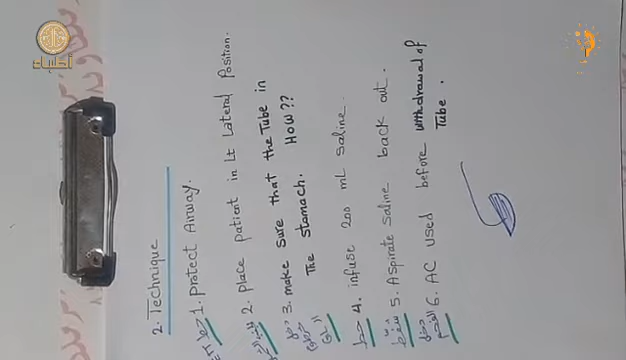 2. Technique
1. Protect Airway.
2. Place patient in Lt Lateral Position.
3. make sure that the Tube in
The stomach. HOW??
4. infuse 200 mL saline.
5. Aspirate saline back out.
6. AC used before withdrawal of
Tube.
أطباء